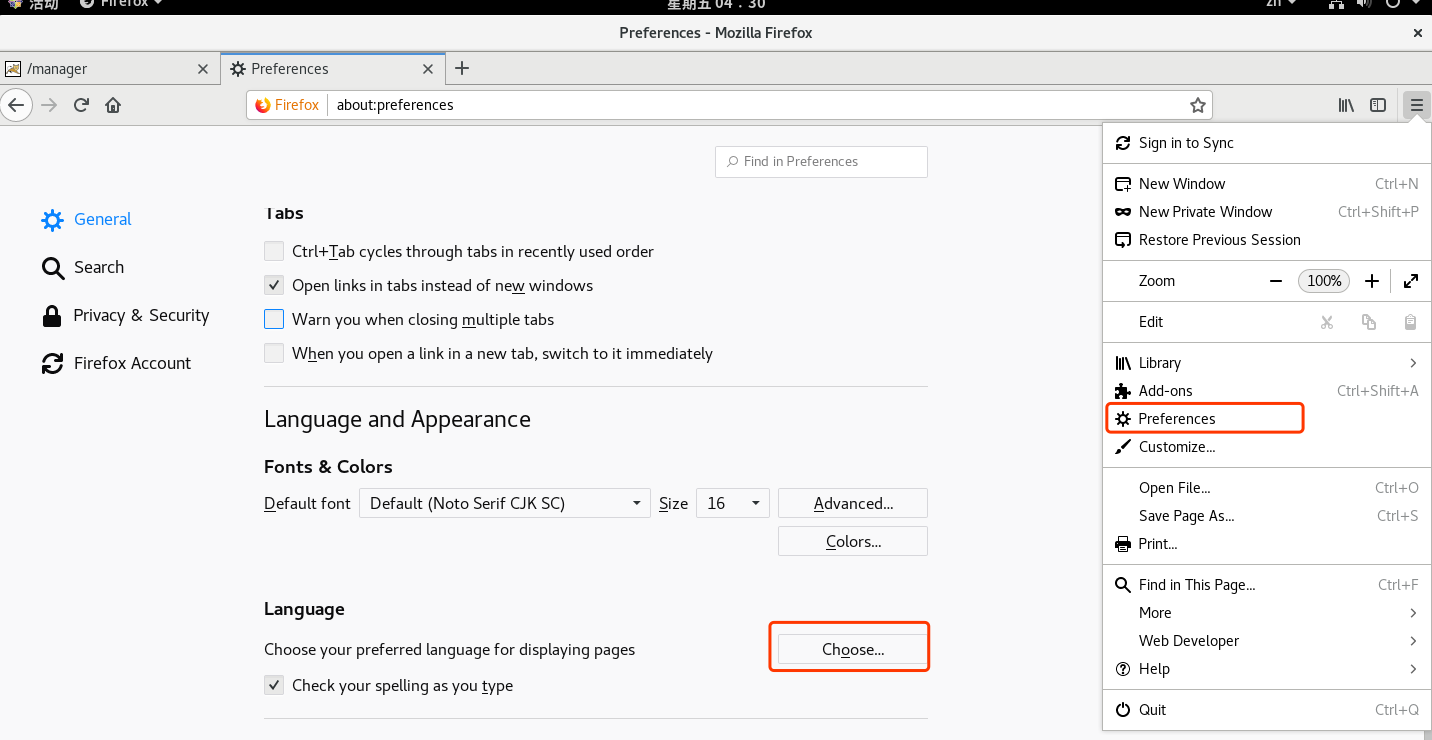 活动 Firefox 星期五 04：30 zh
Preferences - Mozilla Firefox
/manager Preferences
Firefox about:preferences
Find in Preferences
General
Search
Privacy & Security
Firefox Account
Tabs
Ctrl+Tab cycles through tabs in recently used order
Open links in tabs instead of new windows
Warn you when closing multiple tabs
When you open a link in a new tab, switch to it immediately
Language and Appearance
Fonts & Colors
Default font Default (Noto Serif CJK SC) Size 16 Advanced...
Colors...
Language
Choose your preferred language for displaying pages Choose...
Check your spelling as you type
Sign in to Sync
New Window Ctrl+N
New Private Window Ctrl+Shift+P
Restore Previous Session
Zoom 100%
Edit
Library
Add-ons Ctrl+Shift+A
Preferences
Customize...
Open File... Ctrl+O
Save Page As... Ctrl+S
Print...
Find in This Page... Ctrl+F
More
Web Developer
Help
Quit Ctrl+Q